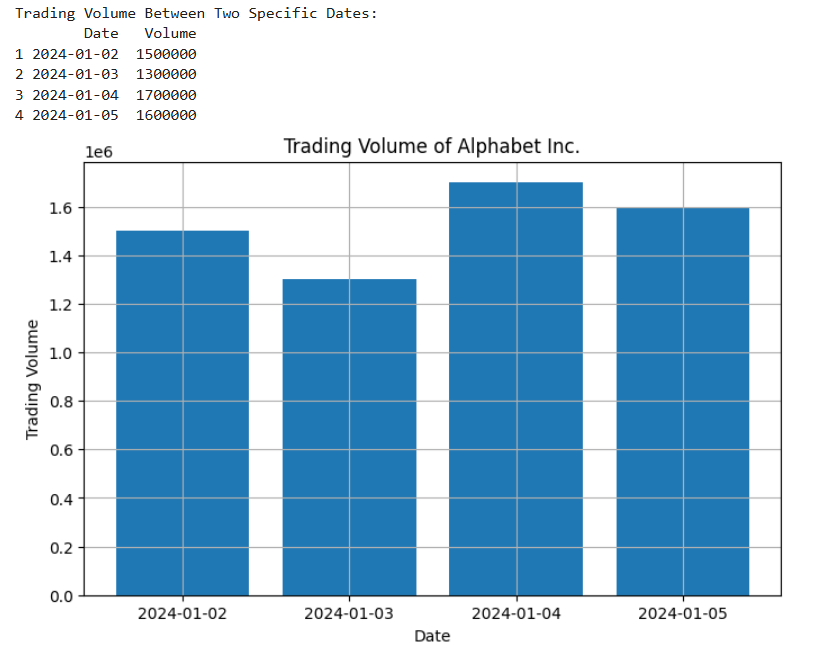 Trading Volume Between Two Specific Dates:
Date Volume
1 2024-01-02 1500000
2 2024-01-03 1300000
3 2024-01-04 1700000
4 2024-01-05 1600000
Trading Volume of Alphabet Inc.
1e6
1.6
1.4
1.2
1.0
0.8
0.6
0.4
0.2
0.0
Trading Volume
2024-01-02 2024-01-03 2024-01-04 2024-01-05
Date